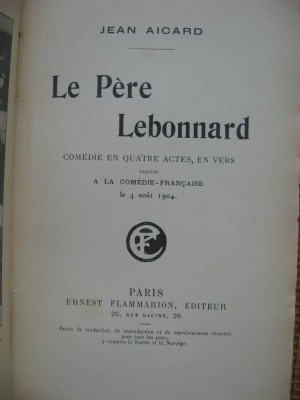 JEAN AICARD
Le Père
Lebonnard
COMÉDIE EN QUATRE ACTES, EN VERS
reprise
A LA COMÉDIE-FRANÇAISE
le 4 août 1904.
PARIS
ERNEST FLAMMARION, EDITEUR
26, RUE RACINE, 26
Droits de traduction, de reproduction et de représentation réservés
pour tous les pays,
y compris la Suède et la Norvège.